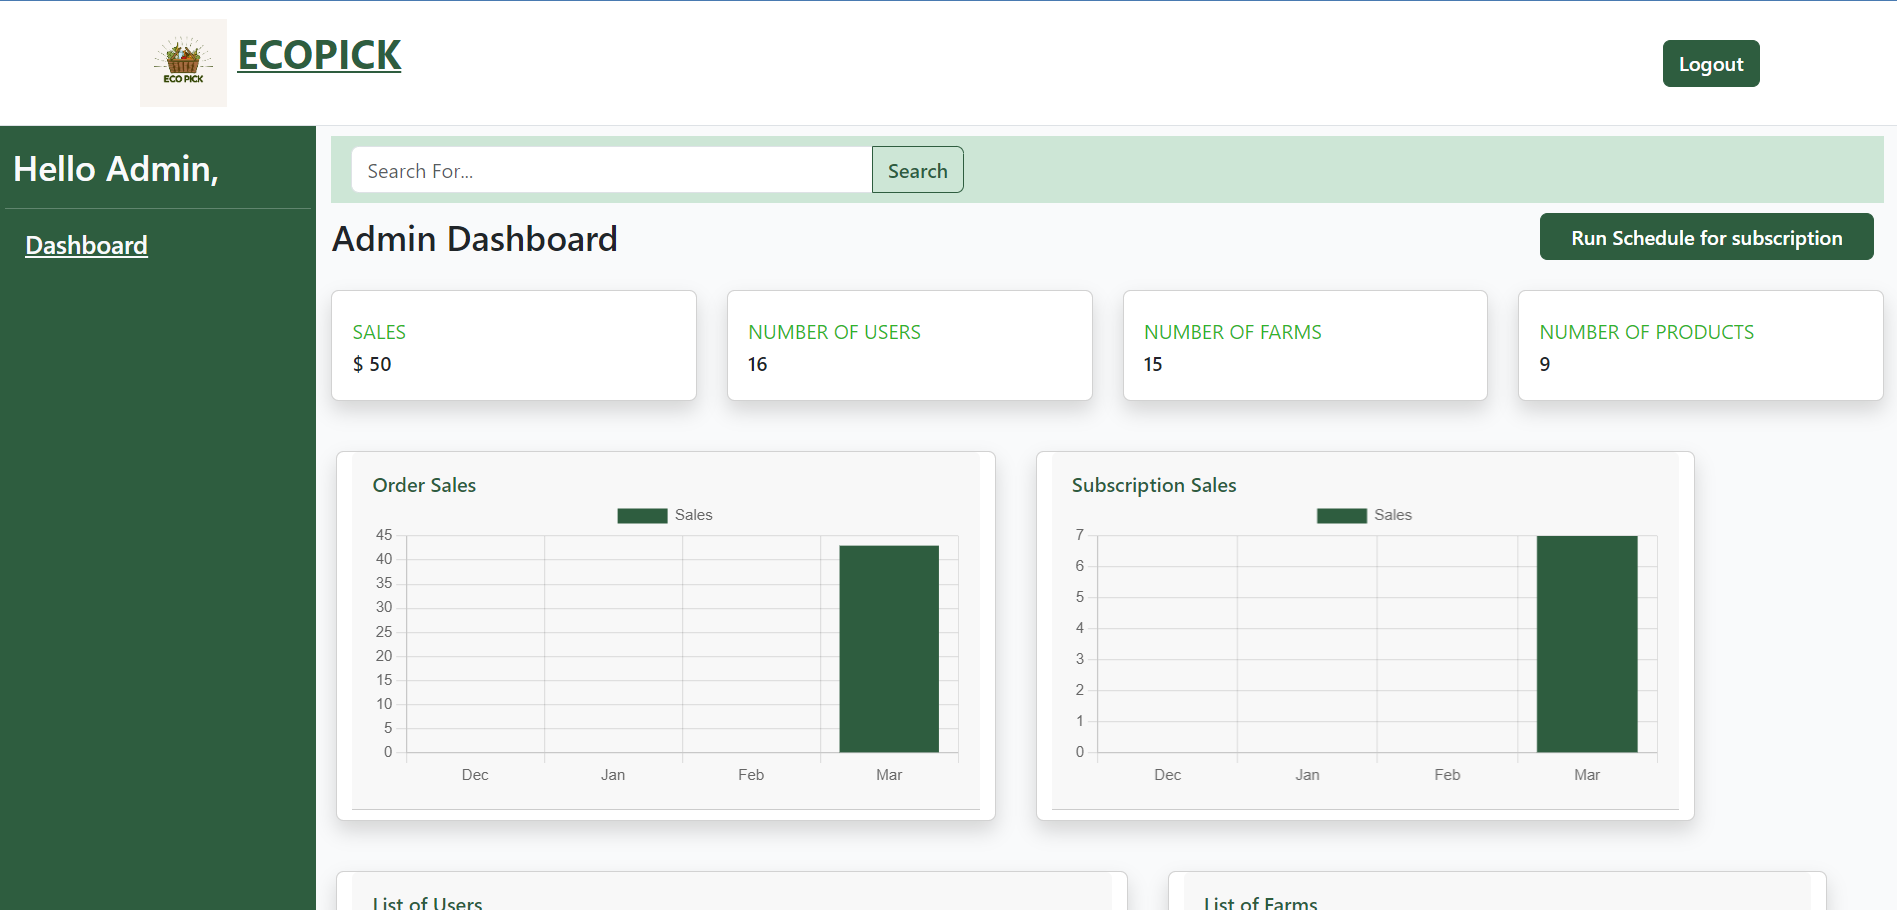 ECO PICK
ECOPICK
Logout
Hello Admin,
Dashboard
Search For...
Search
Admin Dashboard
Run Schedule for subscription
SALES
$ 50
NUMBER OF USERS
16
NUMBER OF FARMS
15
NUMBER OF PRODUCTS
9
Order Sales
Sales
45
40
35
30
25
20
15
10
5
0
Dec Jan Feb Mar
Subscription Sales
Sales
7
6
5
4
3
2
1
0
Dec Jan Feb Mar
List of Users
List of Farms